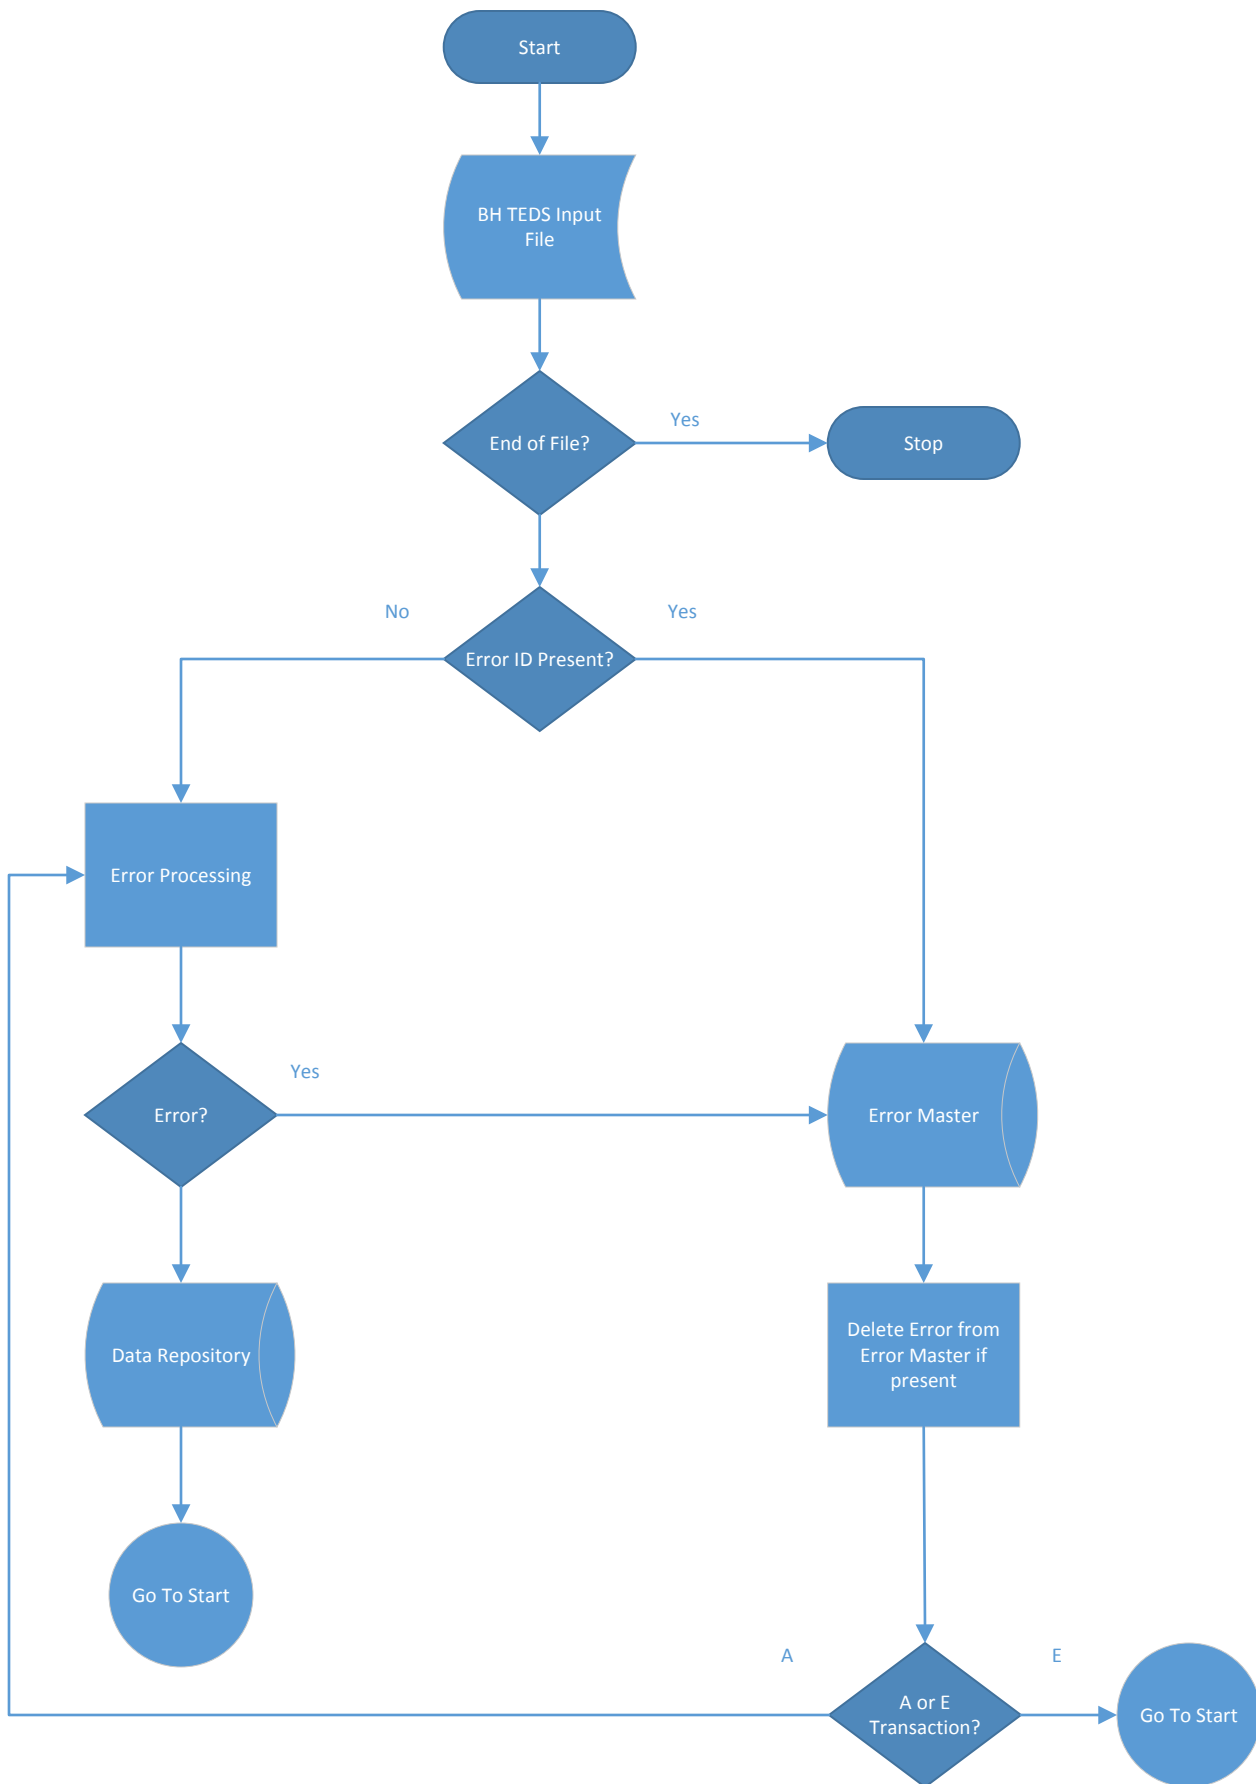 Start
BH TEDS Input
File
Yes
End of File?
Stop
No
Yes
Error ID Present?
Error Processing
Yes
Error?
Error Master
Delete Error from
Error Master if
present
Data Repository
Go To Start
A
E
A or E
Transaction?
Go To Start